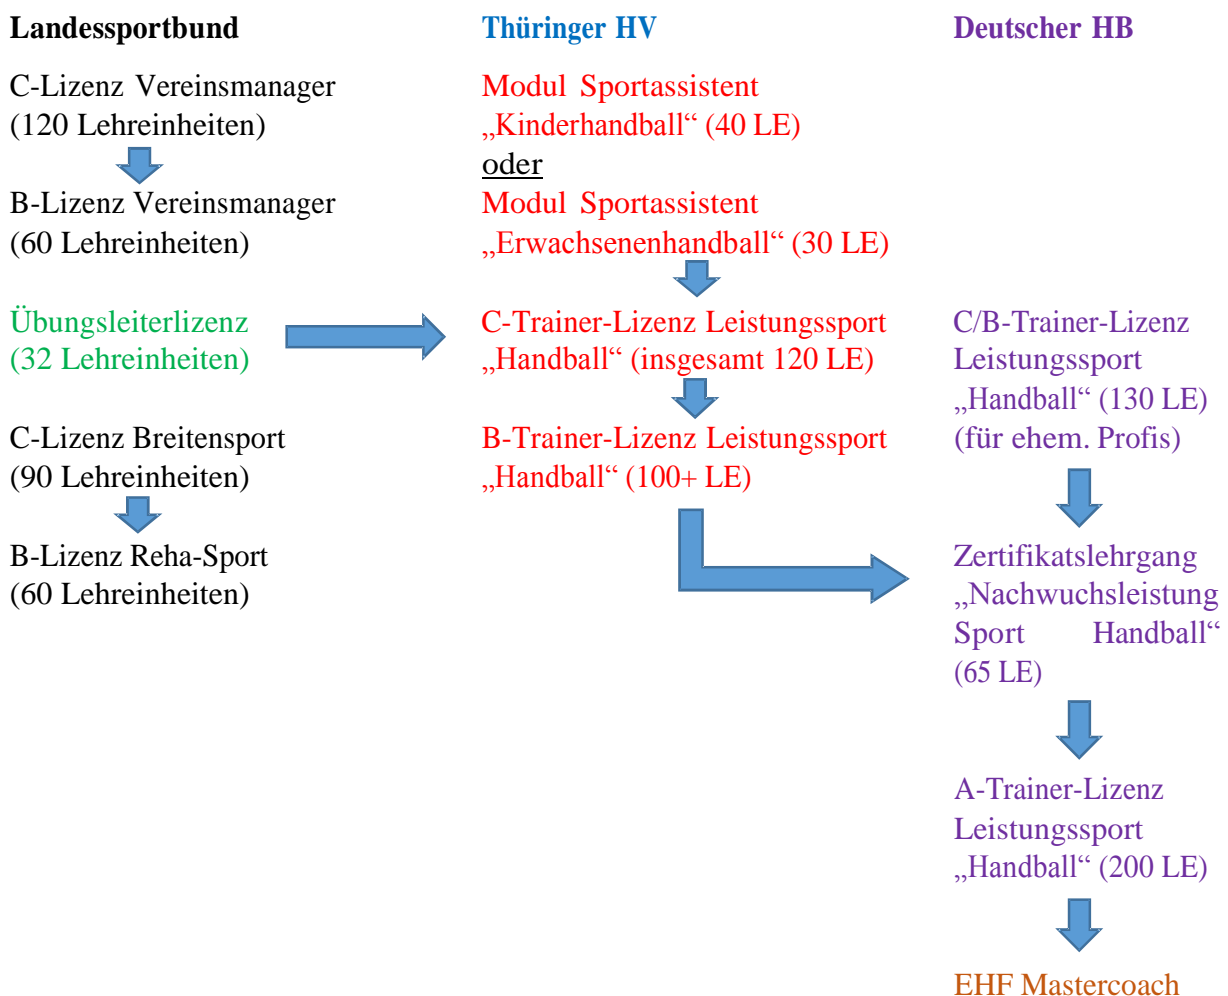 Landessportbund
C-Lizenz Vereinsmanager
(120 Lehreinheiten)
B-Lizenz Vereinsmanager
(60 Lehreinheiten)
Übungsleiterlizenz
(32 Lehreinheiten)
C-Lizenz Breitensport
(90 Lehreinheiten)
B-Lizenz Reha-Sport
(60 Lehreinheiten)
Thüringer HV
Modul Sportassistent
„Kinderhandball“ (40 LE)
oder
Modul Sportassistent
„Erwachsenenhandball“ (30 LE)
C-Trainer-Lizenz Leistungssport
„Handball“ (insgesamt 120 LE)
B-Trainer-Lizenz Leistungssport
„Handball“ (100+ LE)
Deutscher HB
C/B-Trainer-Lizenz
Leistungssport
„Handball“ (130 LE)
(für ehem. Profis)
Zertifikatslehrgang
„Nachwuchsleistung
Sport Handball“
(65 LE)
A-Trainer-Lizenz
Leistungssport
„Handball“ (200 LE)
EHF Mastercoach